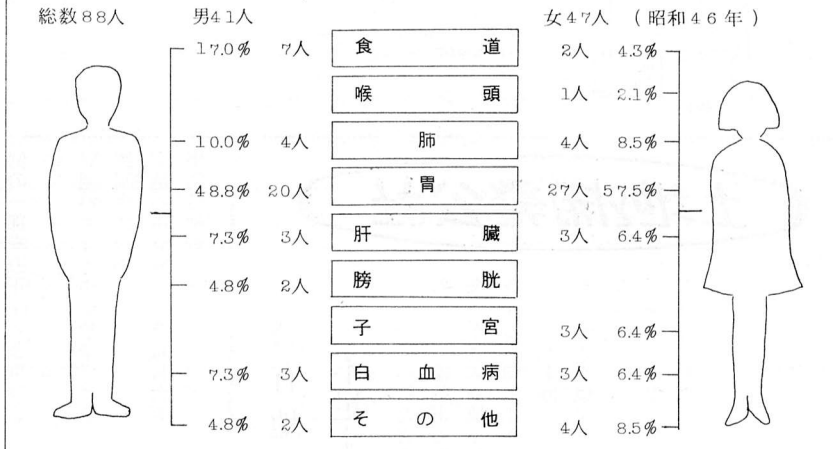 総数88人 男41人 女47人 (昭和46年)
17.0% 7人 食道 2人 4.3%
喉頭 1人 2.1%
10.0% 4人 肺 4人 8.5%
48.8% 20人 胃 27人 57.5%
7.3% 3人 肝臓 3人 6.4%
4.8% 2人 膀胱
子宮 3人 6.4%
7.3% 3人 白血病 3人 6.4%
4.8% 2人 その他 4人 8.5%